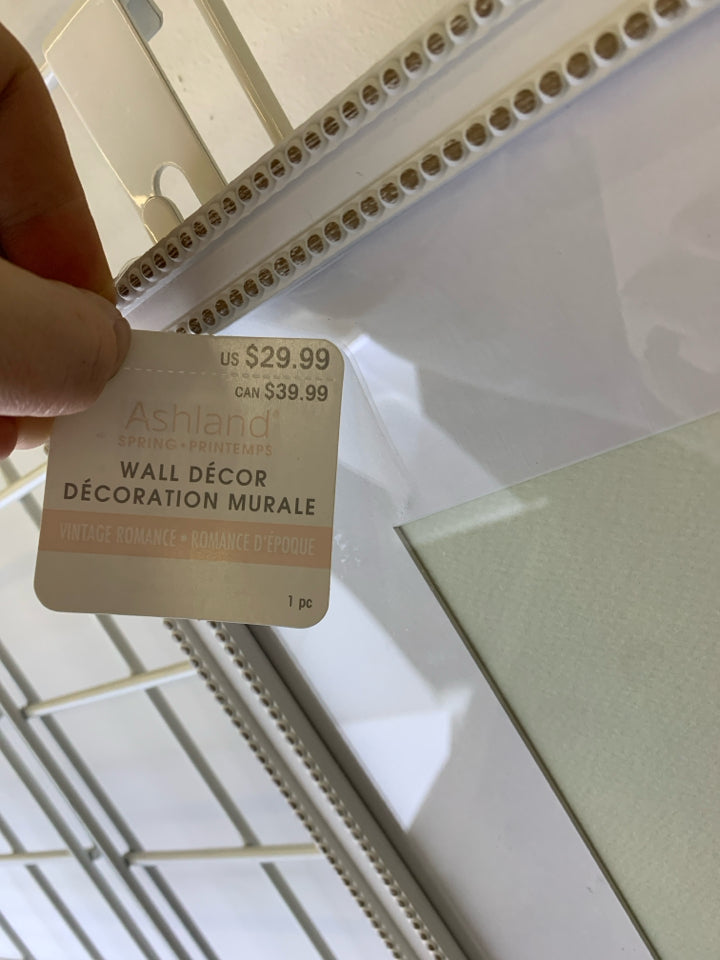 US $29.99
CAN $39.99
Ashland®
SPRING • PRINTEMPS
WALL DÉCOR
DÉCORATION MURALE
VINTAGE ROMANCE • ROMANCE D'ÉPOQUE
1 pc